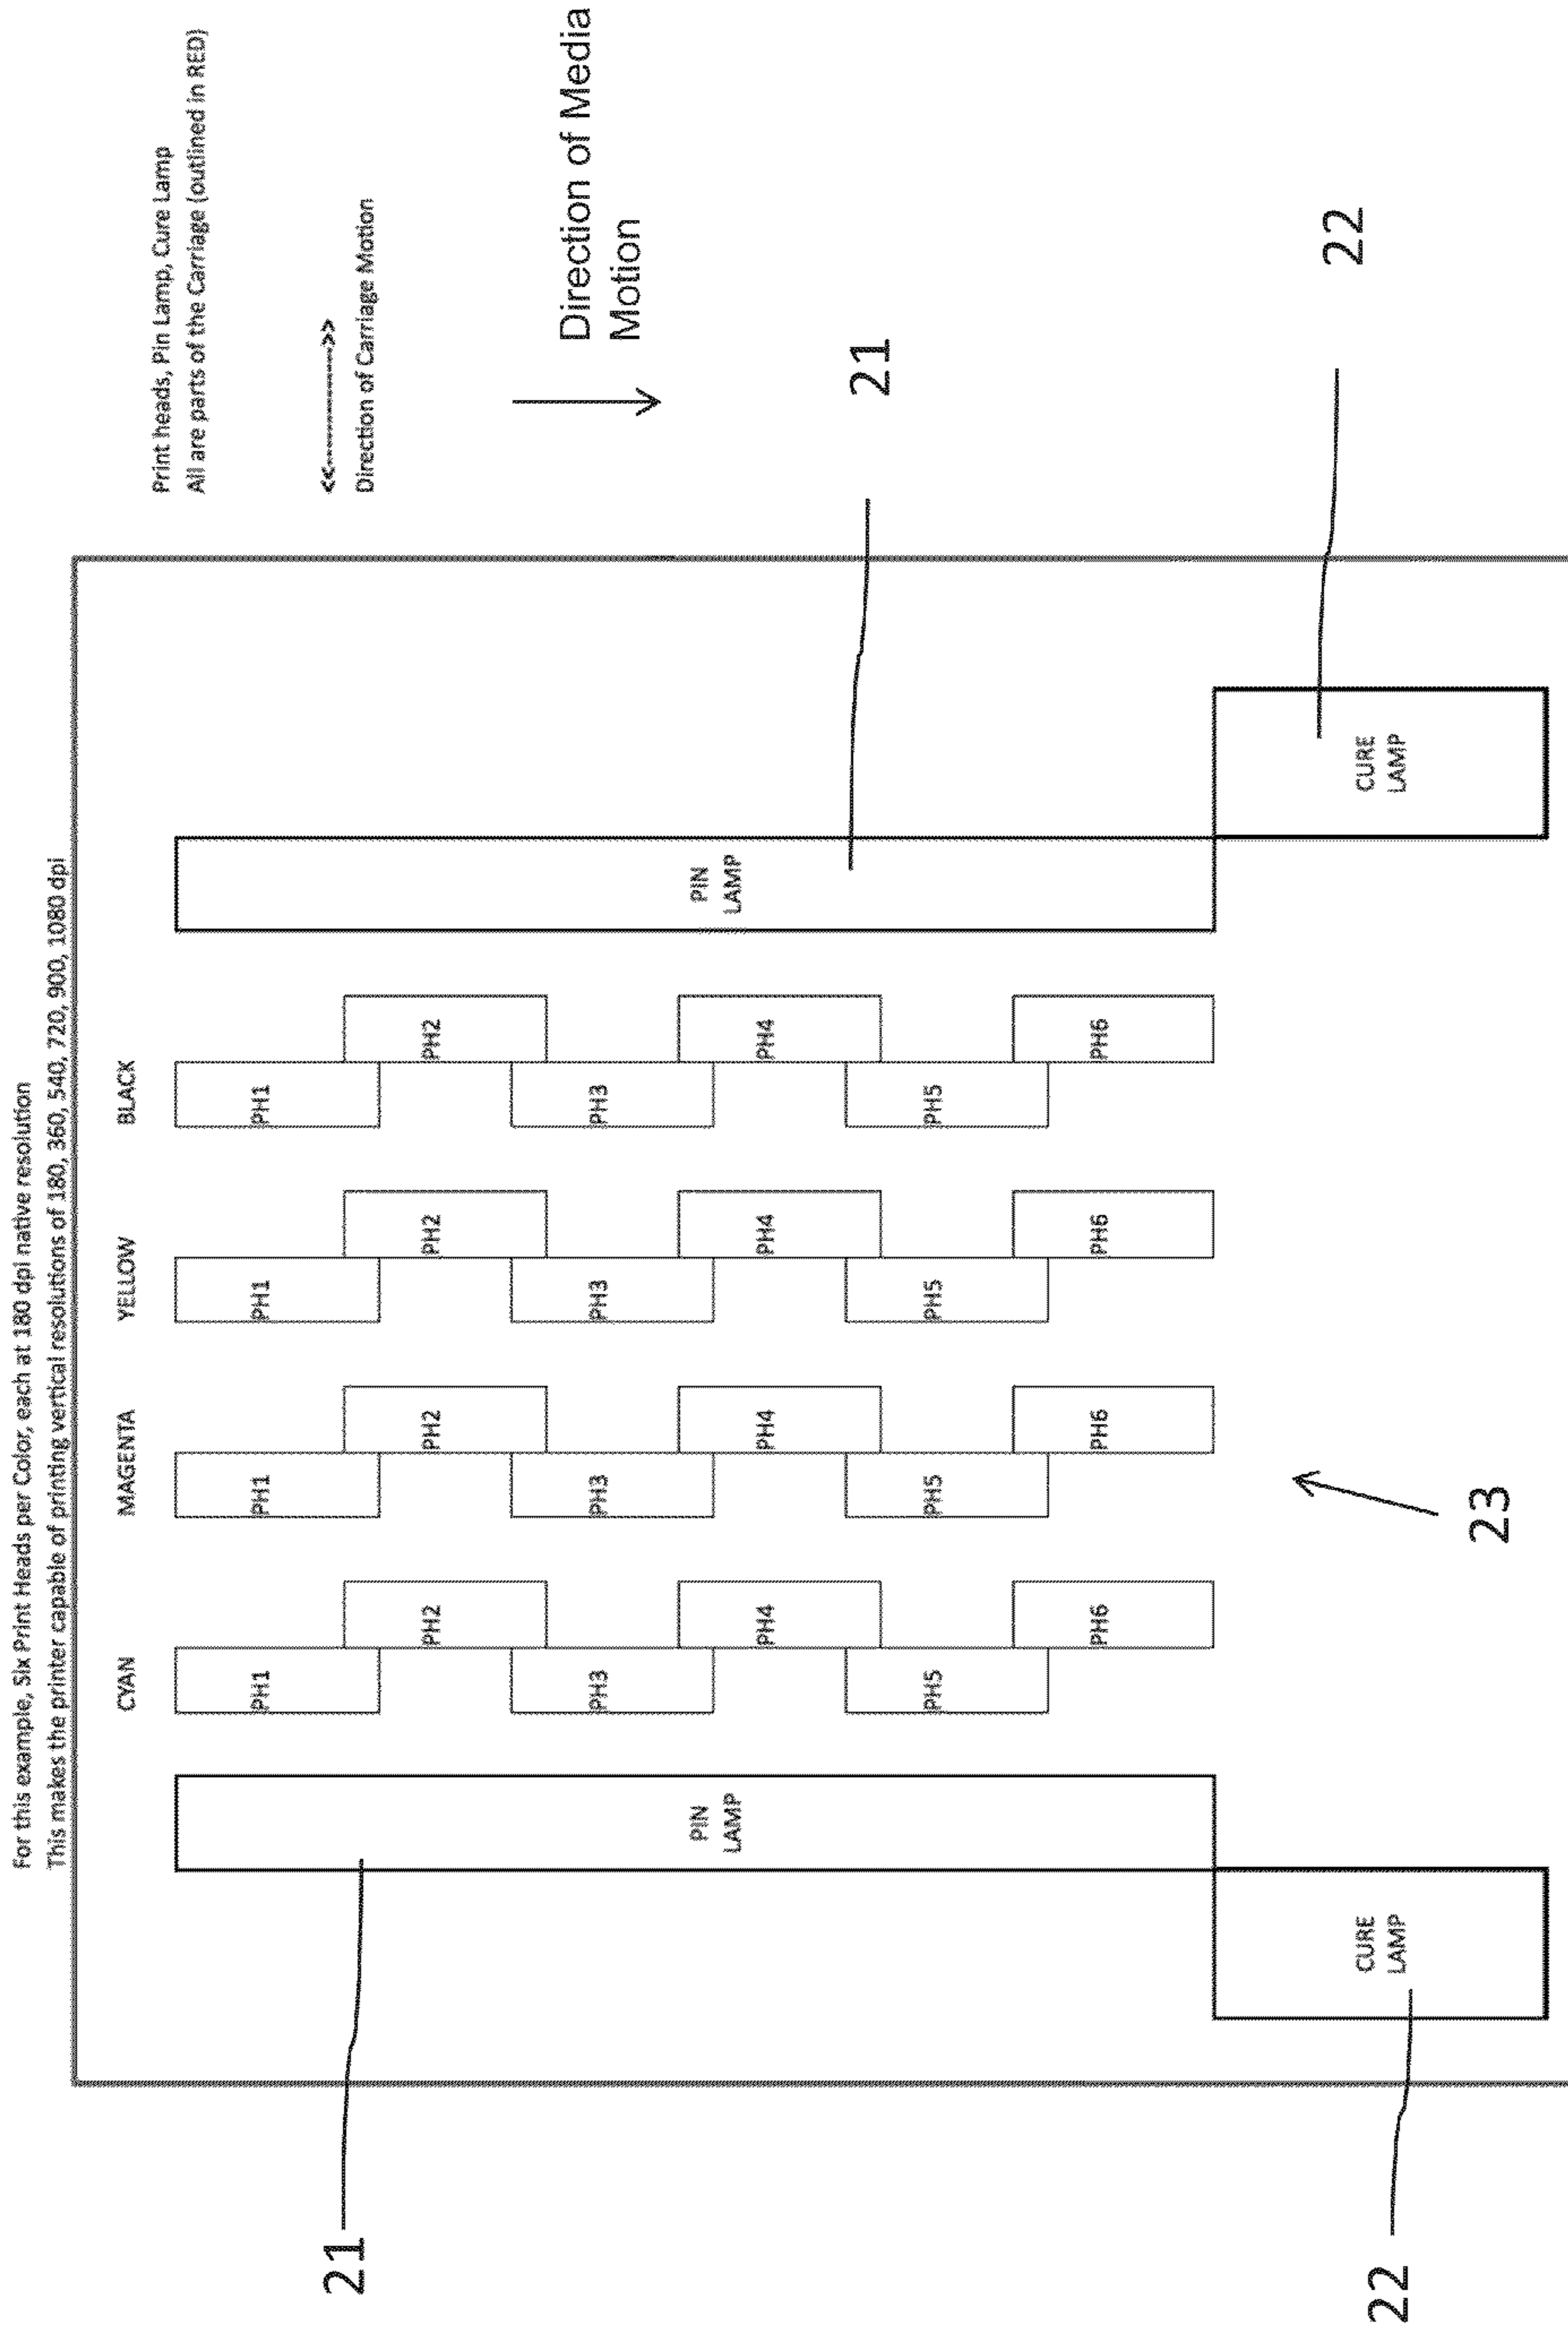 For this example, Six Print Heads per Color, each at 180 dpi native resolution
This makes the printer capable of printing vertical resolutions of 180, 360, 540, 720, 900, 1080 dpi
Print heads, Pin Lamp, Cure Lamp
All are parts of the Carriage (outlined in RED)
<<------------>>
Direction of Carriage Motion
Direction of Media
Motion
CYAN
MAGENTA
YELLOW
BLACK
PH1
PH1
PH1
PH1
PH2
PH2
PH2
PH2
PH3
PH3
PH3
PH3
PH4
PH4
PH4
PH4
PH5
PH5
PH5
PH5
PH6
PH6
PH6
PH6
PIN
LAMP
PIN
LAMP
CURE
LAMP
CURE
LAMP
21
21
22
22
23